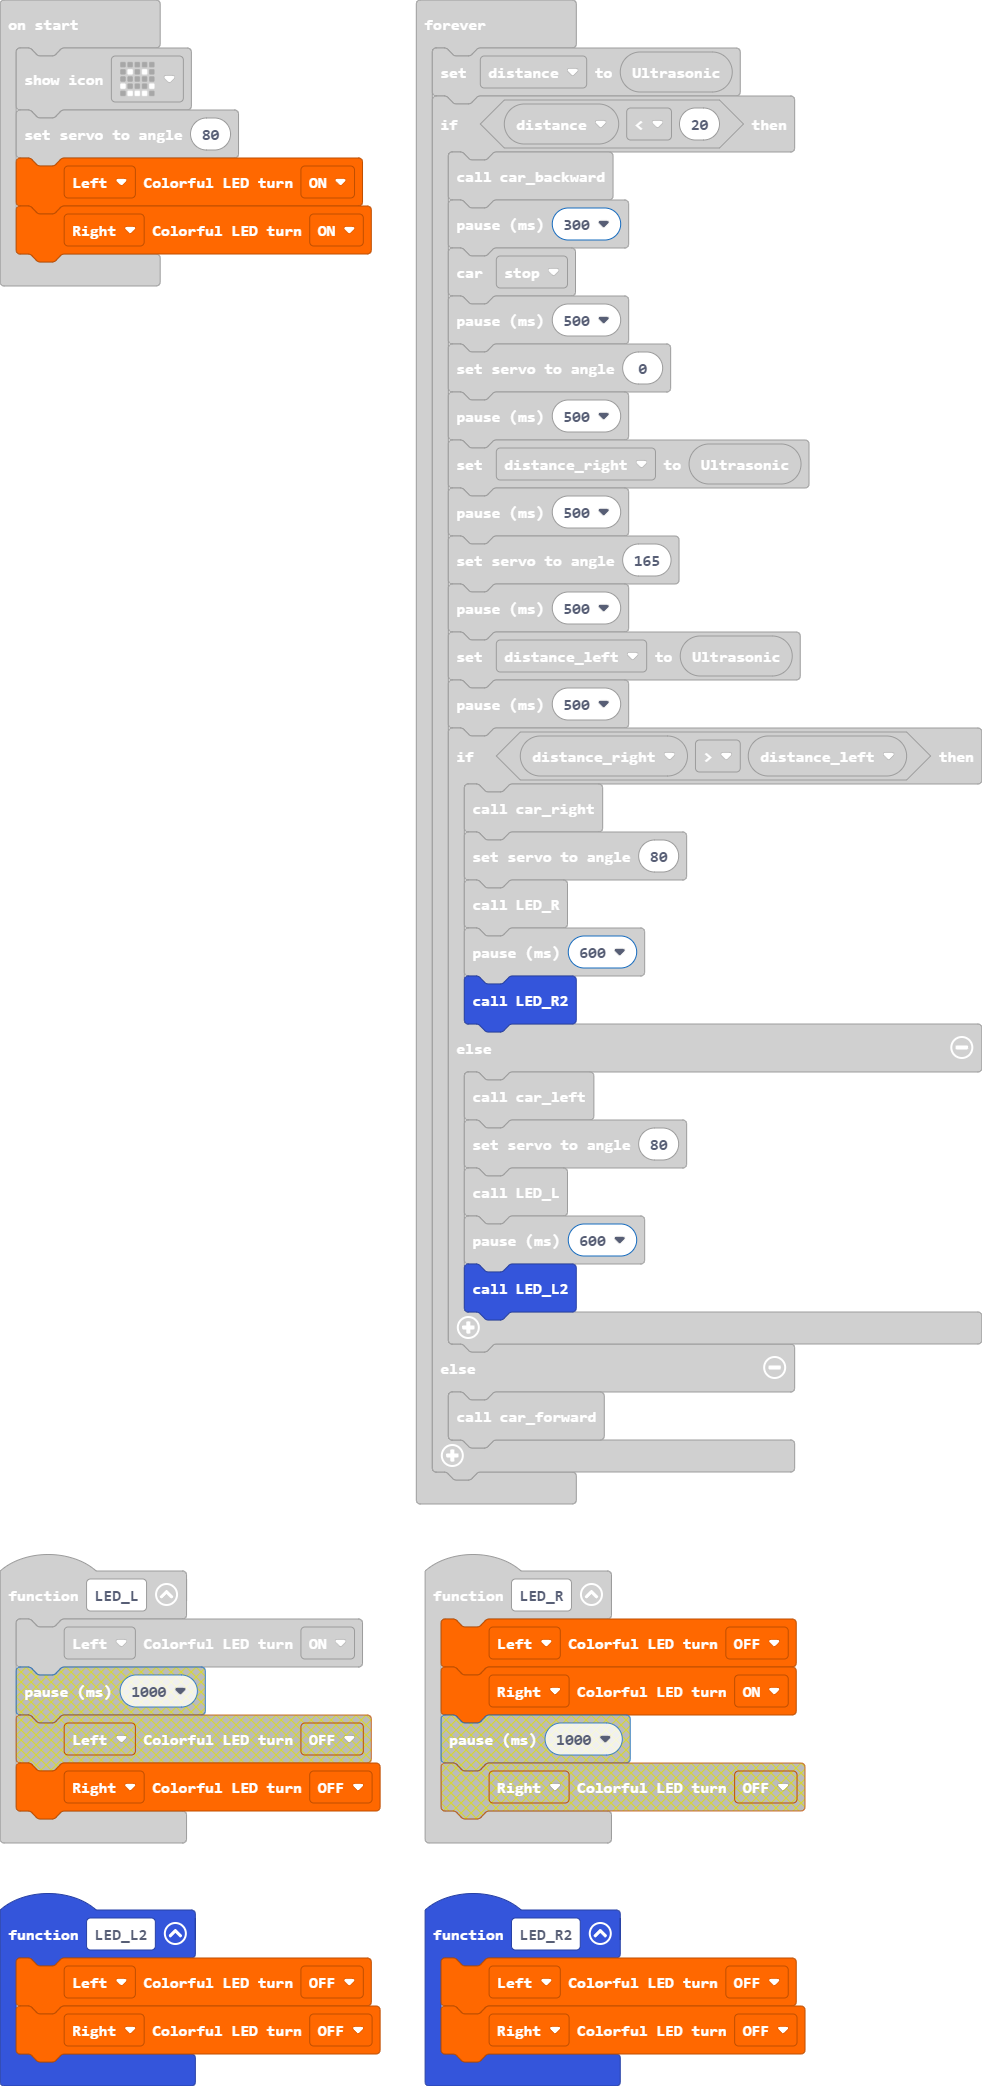 on start
show icon
set servo to angle 80
Left Colorful LED turn ON
Right Colorful LED turn ON
forever
set distance to Ultrasonic
if distance < 20 then
call car_backward
pause (ms) 300
car stop
pause (ms) 500
set servo to angle 0
pause (ms) 500
set distance_right to Ultrasonic
pause (ms) 500
set servo to angle 165
pause (ms) 500
set distance_left to Ultrasonic
pause (ms) 500
if distance_right > distance_left then
call car_right
set servo to angle 80
call LED_R
pause (ms) 600
call LED_R2
else
call car_left
set servo to angle 80
call LED_L
pause (ms) 600
call LED_L2
else
call car_forward
function LED_L
Left Colorful LED turn ON
pause (ms) 1000
Left Colorful LED turn OFF
Right Colorful LED turn OFF
function LED_R
Left Colorful LED turn OFF
Right Colorful LED turn ON
pause (ms) 1000
Right Colorful LED turn OFF
function LED_L2
Left Colorful LED turn OFF
Right Colorful LED turn OFF
function LED_R2
Left Colorful LED turn OFF
Right Colorful LED turn OFF